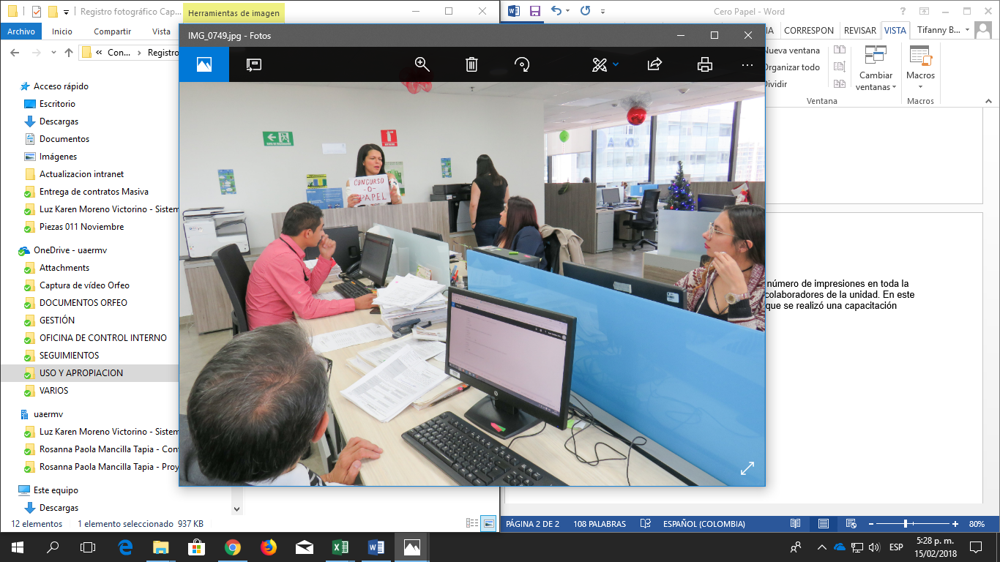 Registro fotográfico Cap...
Herramientas de imagen
Cero Papel - Word
Archivo
Inicio
Compartir
Vista
CORRESPON
REVISAR
VISTA
Tifanny B...
IMG_0749.jpg - Fotos
Con...
Registro
Nueva ventana
Organizar todo
Dividir
Cambiar
ventanas
Macros
Ventana
Macros
Acceso rápido
Escritorio
Descargas
Documentos
Imágenes
Actualizacion intranet
Entrega de contratos Masiva
Luz Karen Moreno Victorino - Sistem
Piezas 011 Noviembre
OneDrive - uaermv
Attachments
Captura de vídeo Orfeo
DOCUMENTOS ORFEO
GESTIÓN
OFICINA DE CONTROL INTERNO
SEGUIMIENTOS
USO Y APROPIACION
VARIOS
uaermv
Luz Karen Moreno Victorino - Sistem
Rosanna Paola Mancilla Tapia - Com
Rosanna Paola Mancilla Tapia - Proy
Este equipo
Descargas
CONCURSO
-0-
PAPEL
número de impresiones en toda la
colaboradores de la unidad. En este
que se realizó una capacitación
12 elementos
1 elemento seleccionado 937 KB
PÁGINA 2 DE 2
108 PALABRAS
ESPAÑOL (COLOMBIA)
80%
ESP
5:28 p. m.
15/02/2018